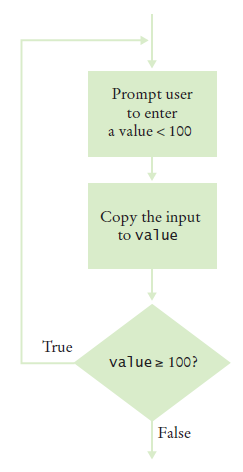 Prompt user
to enter
a value < 100
Copy the input
to value
True
value ≥ 100?
False